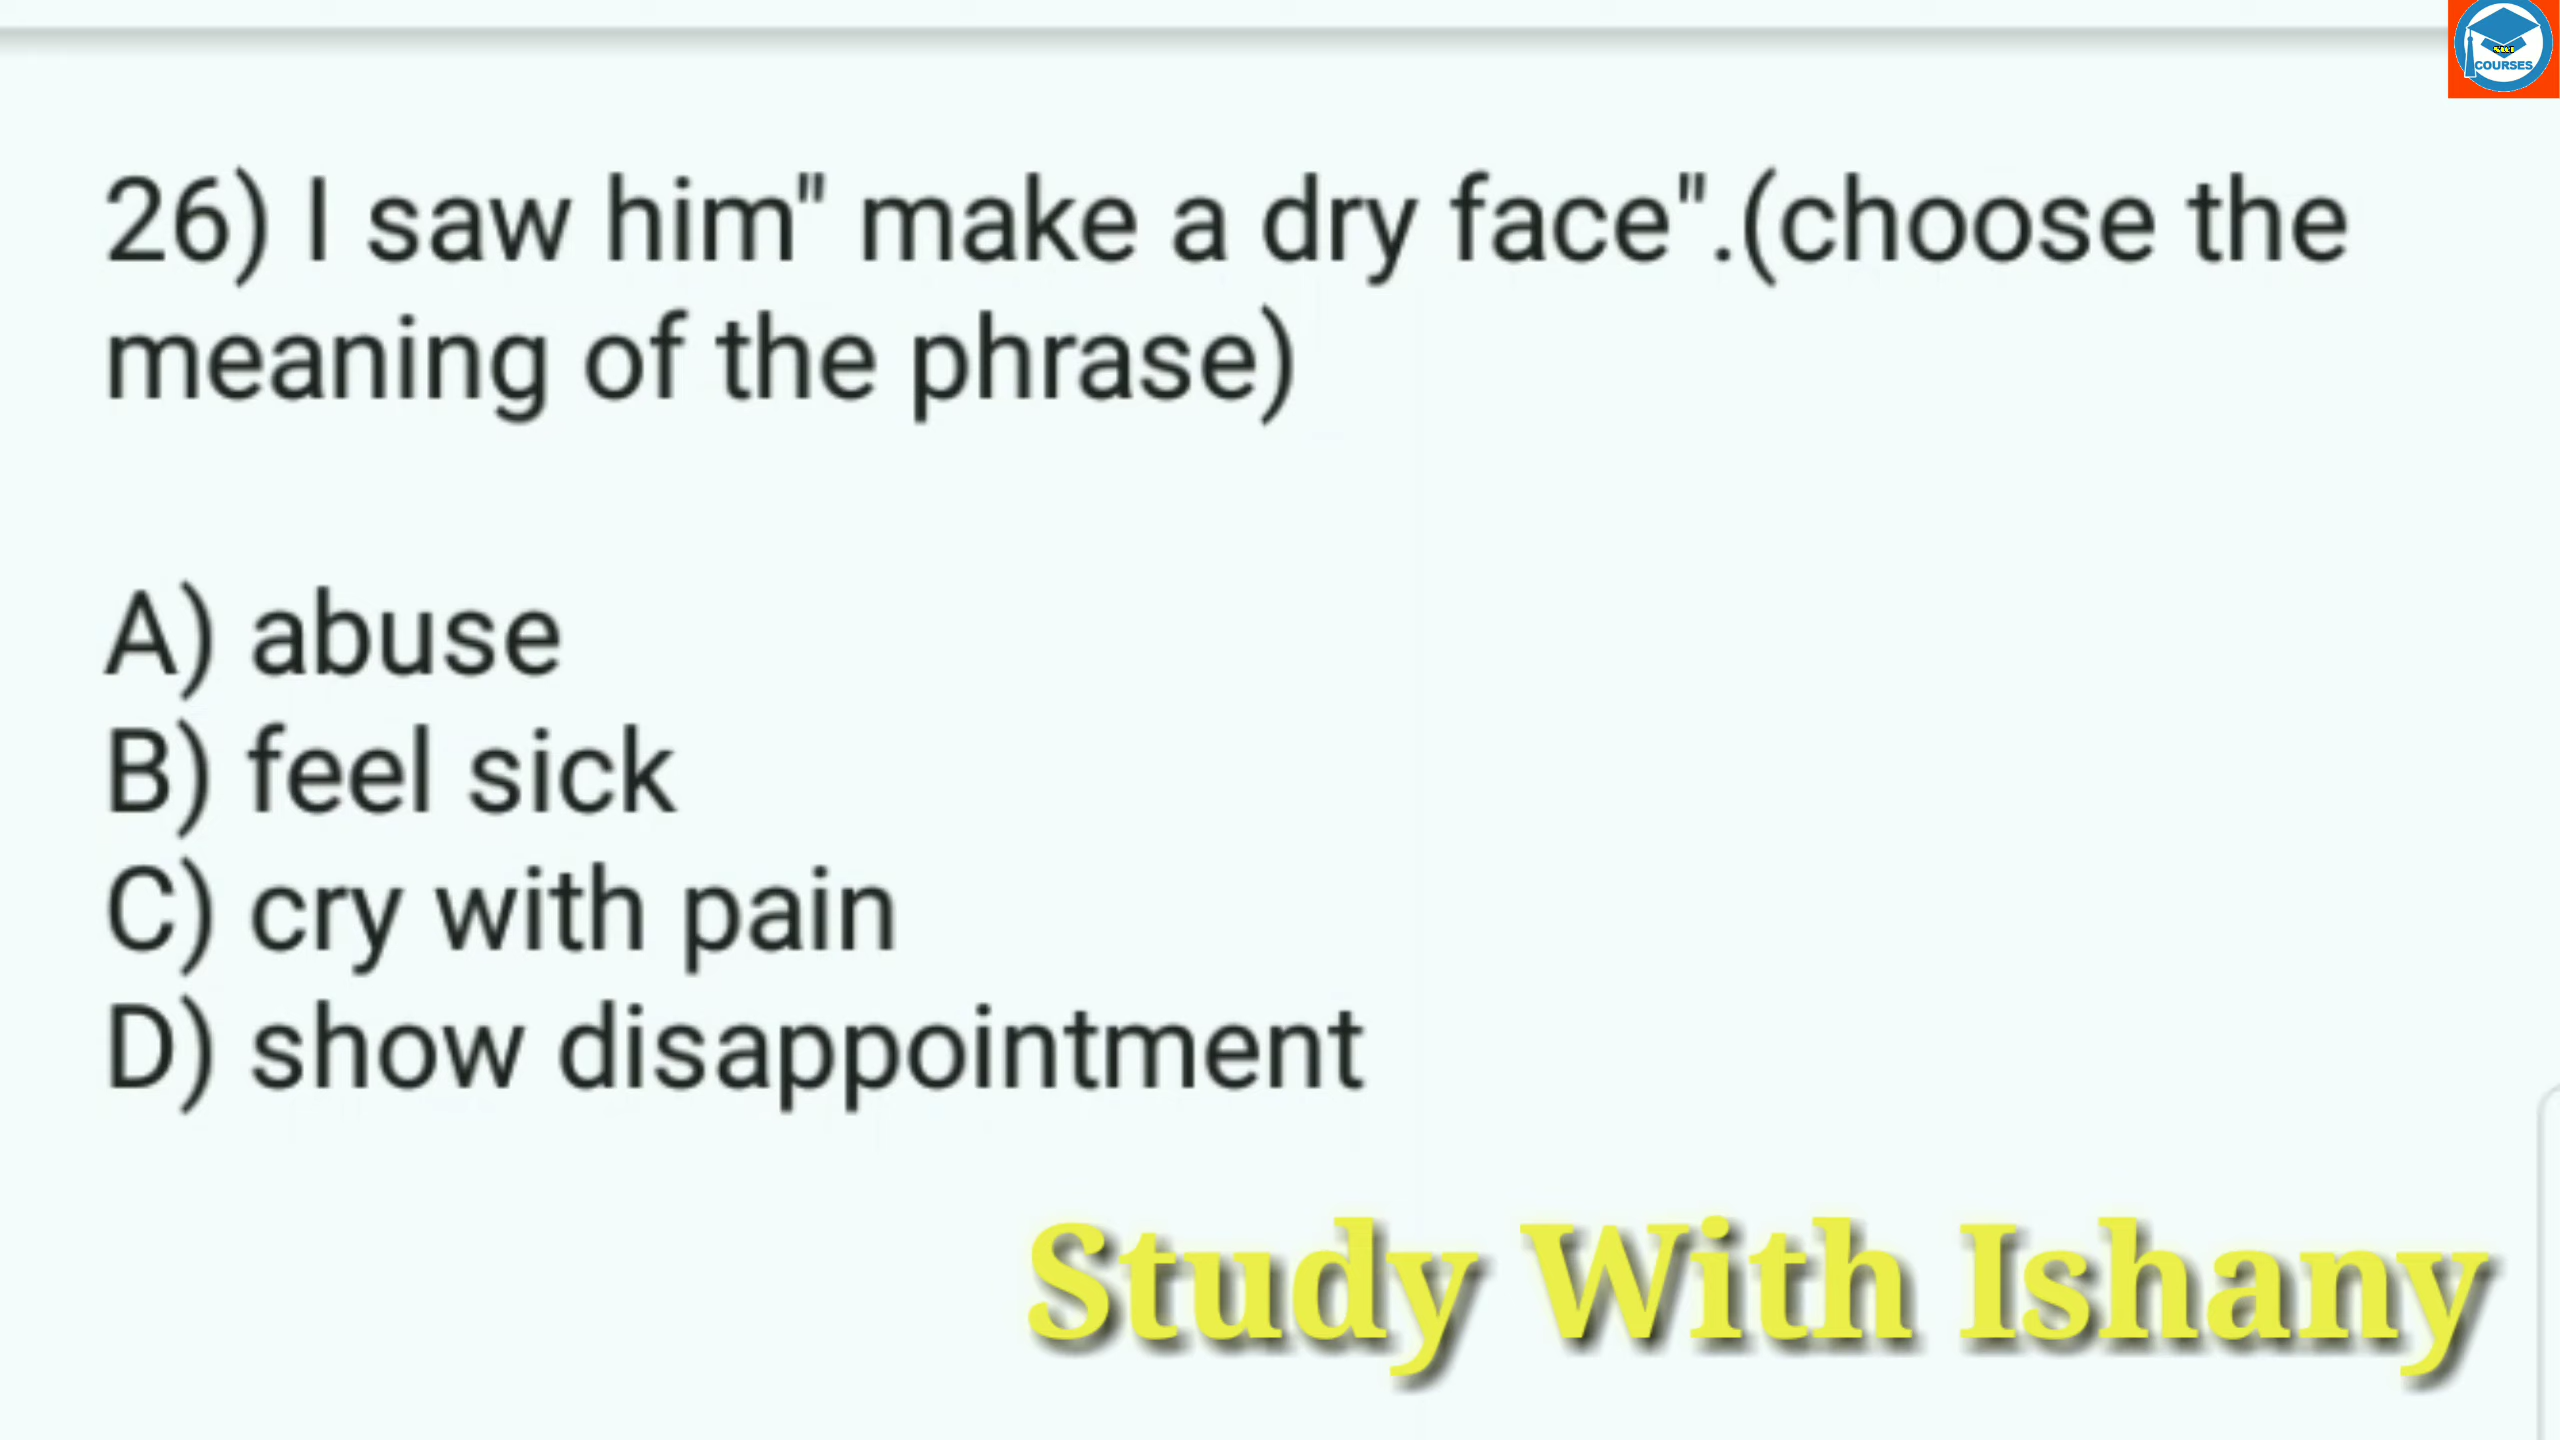 COURSES
26) I saw him" make a dry face".(choose the
meaning of the phrase)
A) abuse
B) feel sick
C) cry with pain
D) show disappointment
Study With Ishany